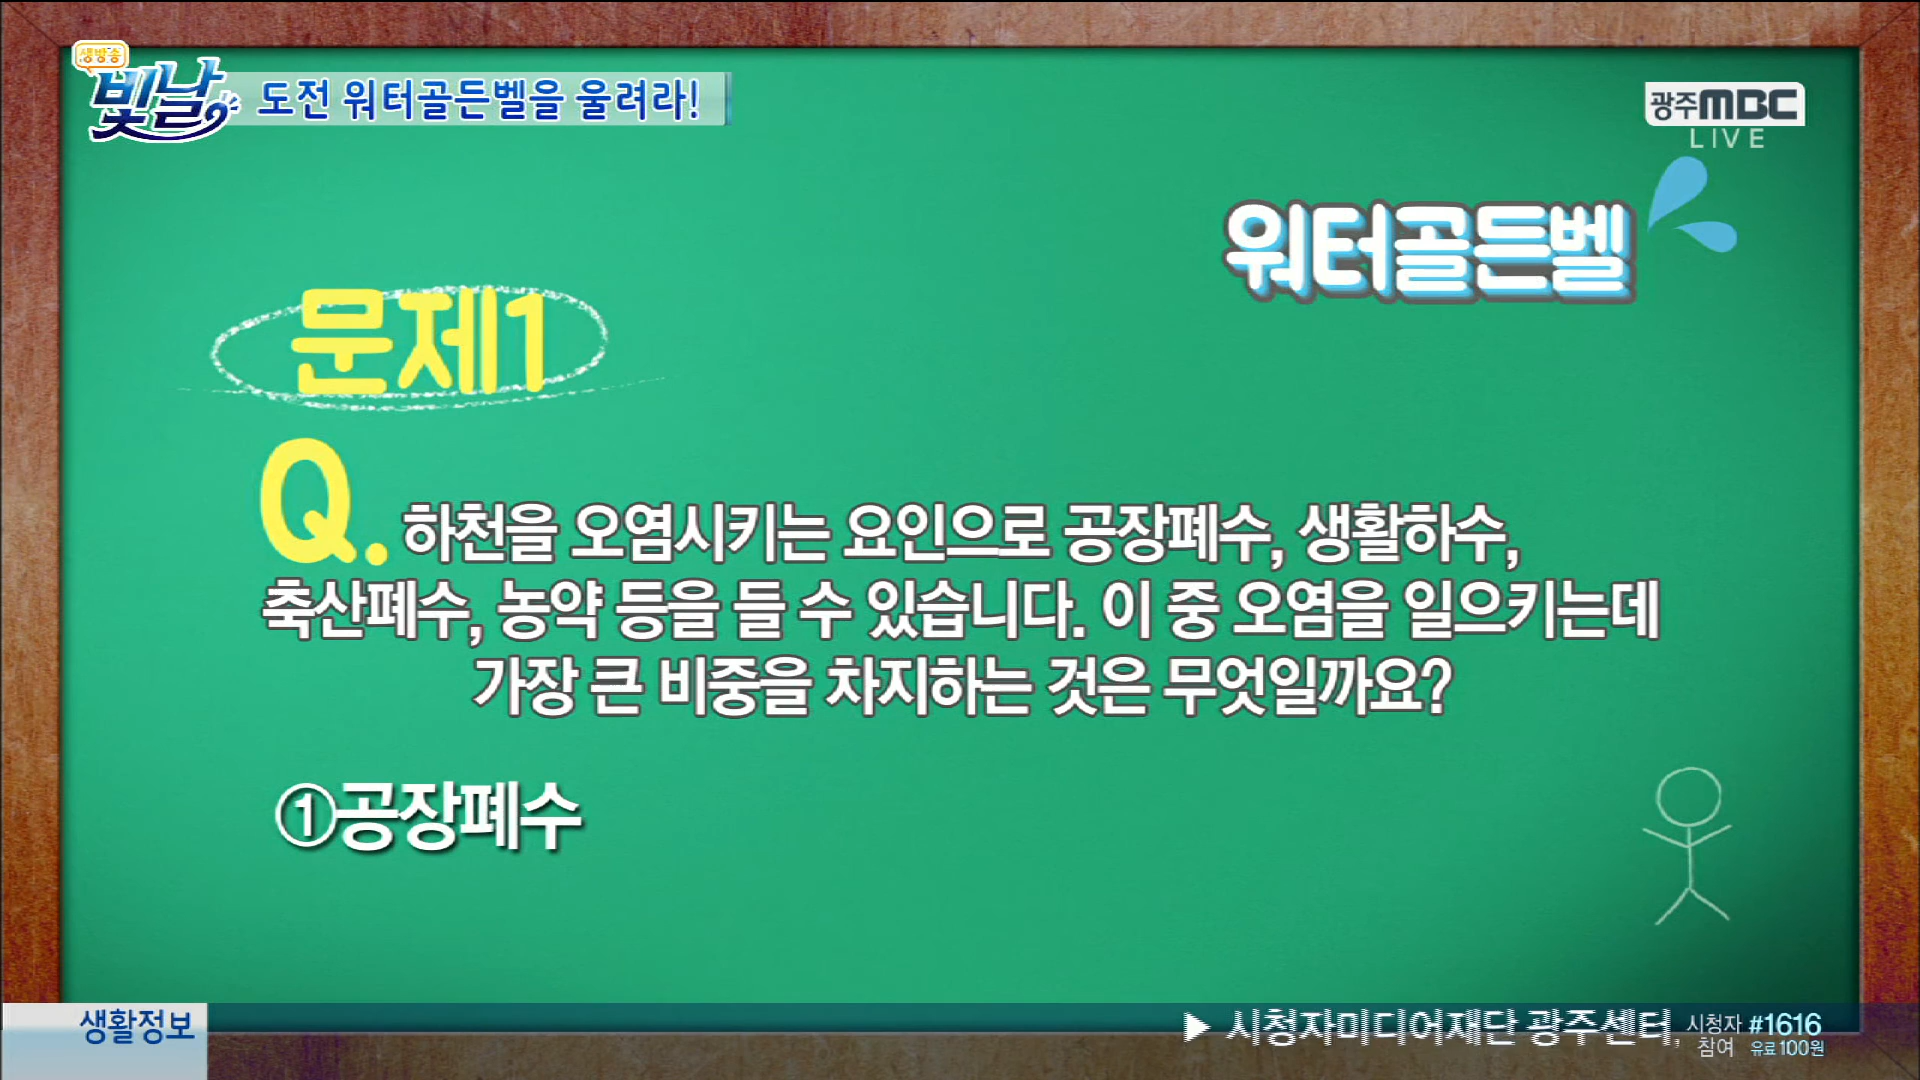 생방송
빛날
도전 워터골든벨을 울려라!
광주MBC
LIVE
워터골든벨
문제1
Q. 하천을 오염시키는 요인으로 공장폐수, 생활하수,
축산폐수, 농약 등을 들 수 있습니다. 이 중 오염을 일으키는데
가장 큰 비중을 차지하는 것은 무엇일까요?
①공장폐수
생활정보
▶ 시청자미디어재단 광주센터,
시청자 #1616
참여 유료100원